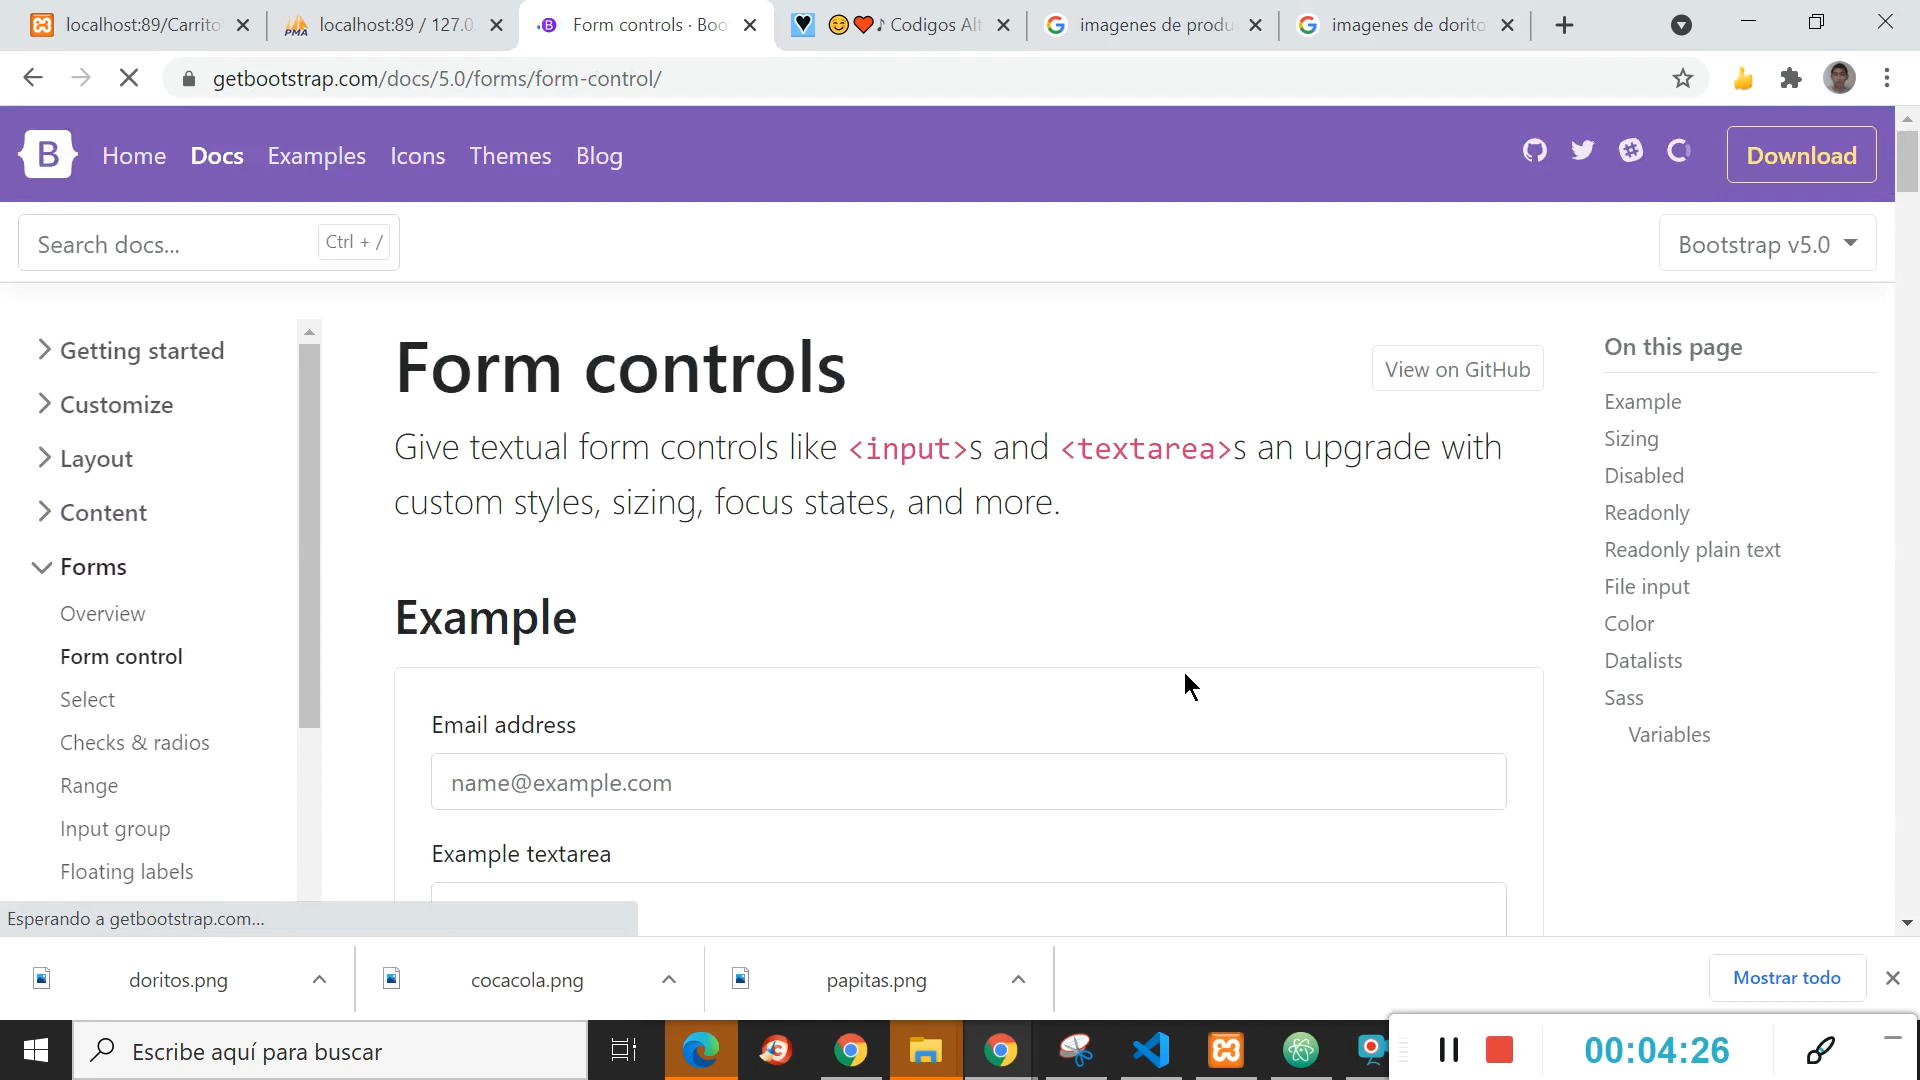 localhost:89/Carrito
localhost:89 / 127.0
Form controls · Boo
😊❤️♪ Codigos Alt
imagenes de produ
imagenes de dorito
getbootstrap.com/docs/5.0/forms/form-control/
B
Home
Docs
Examples
Icons
Themes
Blog
Download
Search docs...
Ctrl + /
Bootstrap v5.0
Getting started
Customize
Layout
Content
Forms
Overview
Form control
Select
Checks & radios
Range
Input group
Floating labels
Form controls
View on GitHub
Give textual form controls like <input>s and <textarea>s an upgrade with
custom styles, sizing, focus states, and more.
Example
Email address
name@example.com
Example textarea
On this page
Example
Sizing
Disabled
Readonly
Readonly plain text
File input
Color
Datalists
Sass
Variables
Esperando a getbootstrap.com...
doritos.png
cocacola.png
papitas.png
Mostrar todo
Escribe aquí para buscar
00:04:26